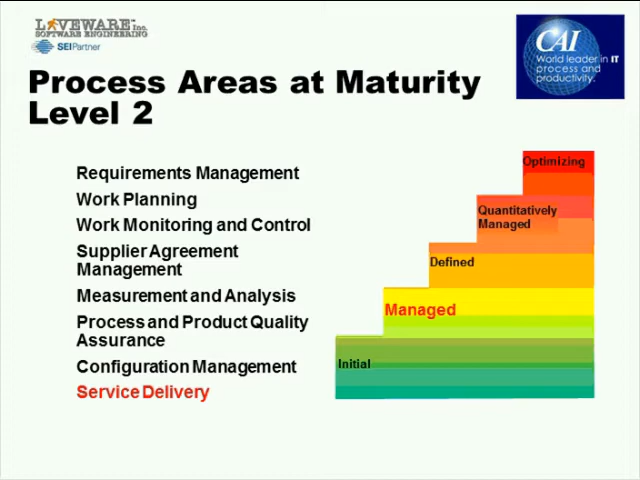 LOVEWARE Inc.
SOFTWARE ENGINEERING
SEI Partner
CAI
World leader in IT
process and
productivity.
Process Areas at Maturity
Level 2
Requirements Management
Work Planning
Work Monitoring and Control
Supplier Agreement
Management
Measurement and Analysis
Process and Product Quality
Assurance
Configuration Management
Service Delivery
Optimizing
Quantitatively
Managed
Defined
Managed
Initial